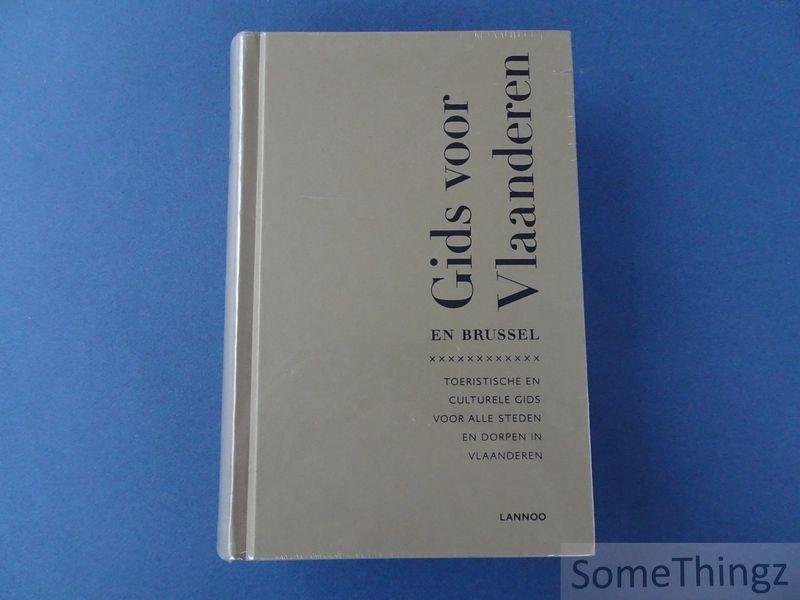 Gids voor
Vlaanderen
EN BRUSSEL
××××××××××××
TOERISTISCHE EN
CULTURELE GIDS
VOOR ALLE STEDEN
EN DORPEN IN
VLAANDEREN
LANNOO
SomeThingz